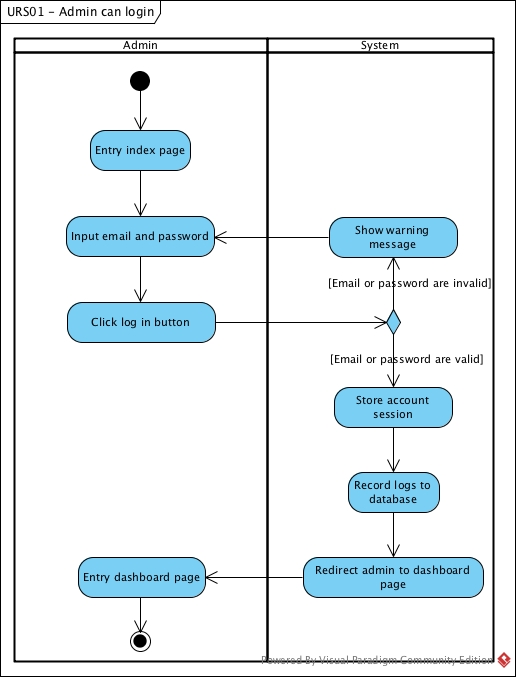 URS01 – Admin can login
Admin
System
Entry index page
Input email and password
Show warning
message
[Email or password are invalid]
Click log in button
[Email or password are valid]
Store account
session
Record logs to
database
Entry dashboard page
Redirect admin to dashboard
page
Powered By Visual Paradigm Community Edition